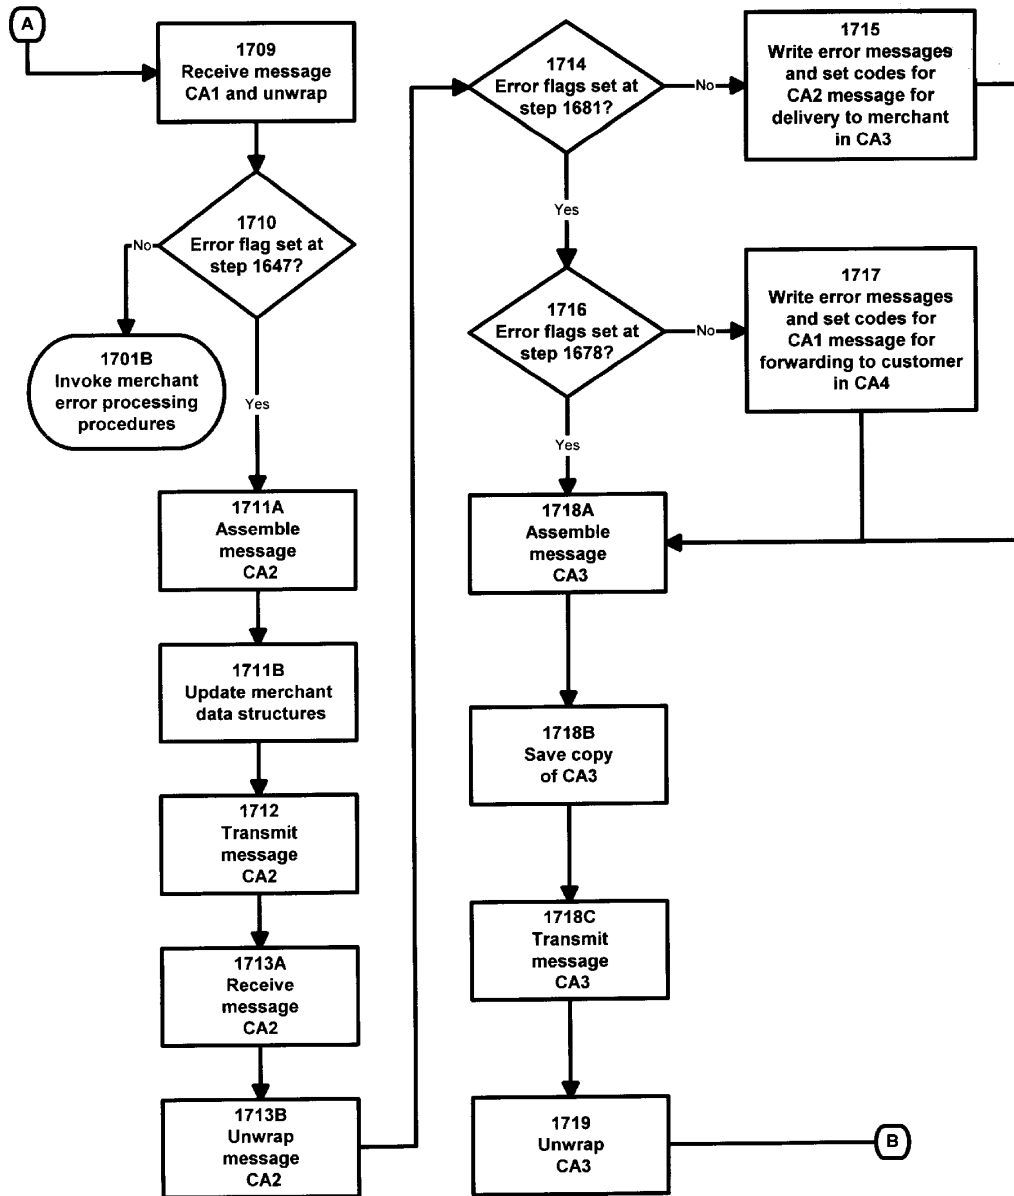 A
1709
Receive message
CA1 and unwrap
1710
Error flag set at
step 1647?
No
1701B
Invoke merchant
error processing
procedures
Yes
1711A
Assemble
message
CA2
1711B
Update merchant
data structures
1712
Transmit
message
CA2
1713A
Receive
message
CA2
1713B
Unwrap
message
CA2
1714
Error flags set at
step 1681?
No
1715
Write error messages
and set codes for
CA2 message for
delivery to merchant
in CA3
Yes
1716
Error flags set at
step 1678?
No
1717
Write error messages
and set codes for
CA1 message for
forwarding to customer
in CA4
Yes
1718A
Assemble
message
CA3
1718B
Save copy
of CA3
1718C
Transmit
message
CA3
1719
Unwrap
CA3
B